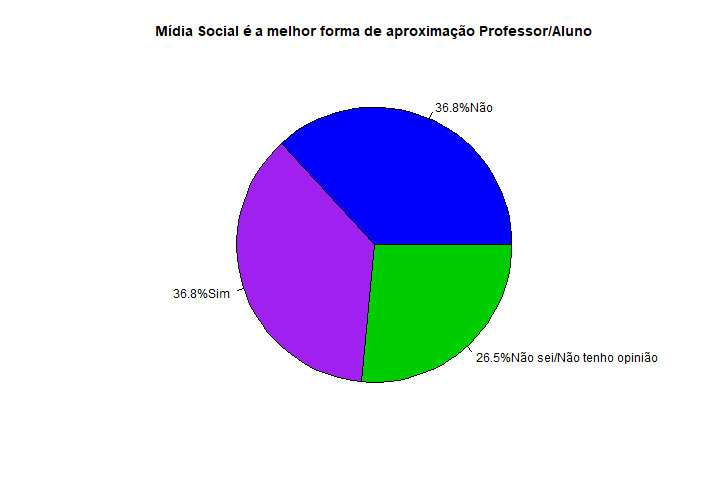 Mídia Social é a melhor forma de aproximação Professor/Aluno
36.8%Não
36.8%Sim
26.5%Não sei/Não tenho opinião